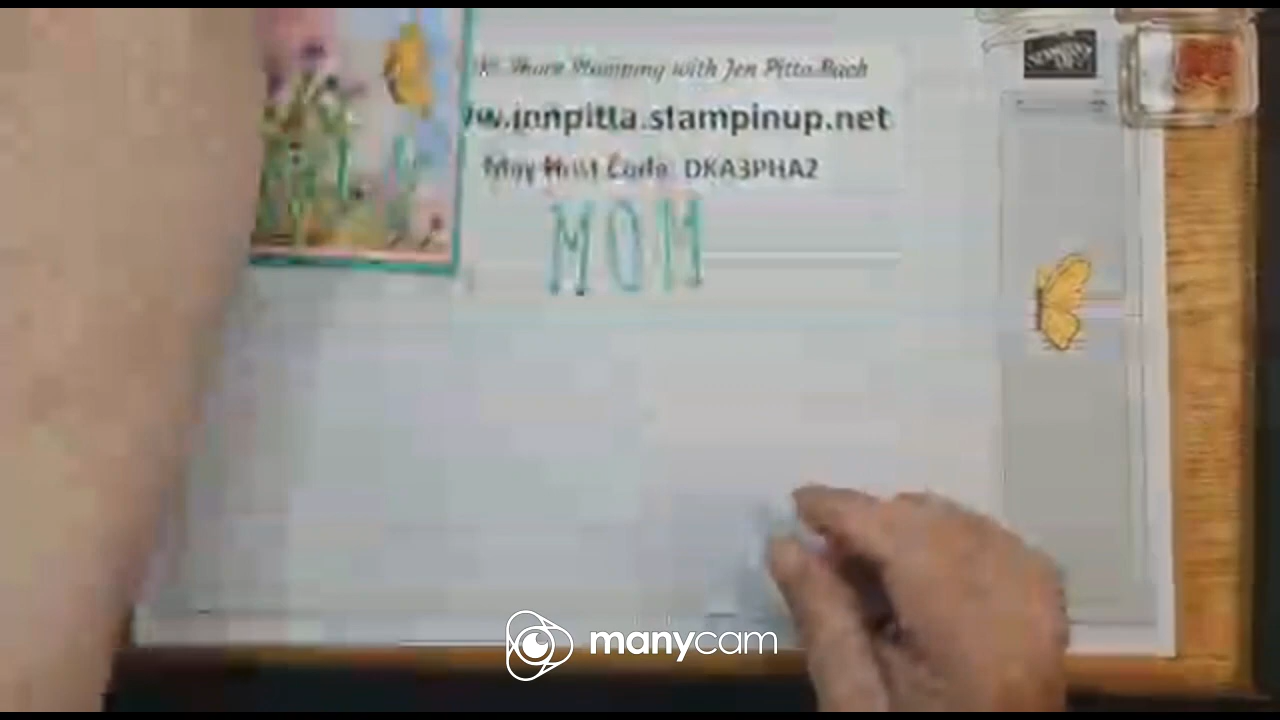 Share Stamping with Jen Pitta Bach
w.jenpitta.stampinup.net
May Host Code: DKA3PHA2
MOM
manycam